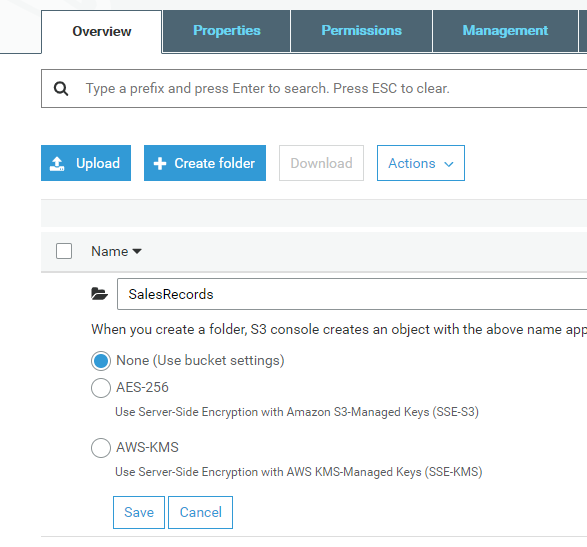 Overview
Properties
Permissions
Management
Type a prefix and press Enter to search. Press ESC to clear.
Upload
Create folder
Download
Actions
Name
SalesRecords
When you create a folder, S3 console creates an object with the above name app
None (Use bucket settings)
AES-256
Use Server-Side Encryption with Amazon S3-Managed Keys (SSE-S3)
AWS-KMS
Use Server-Side Encryption with AWS KMS-Managed Keys (SSE-KMS)
Save
Cancel